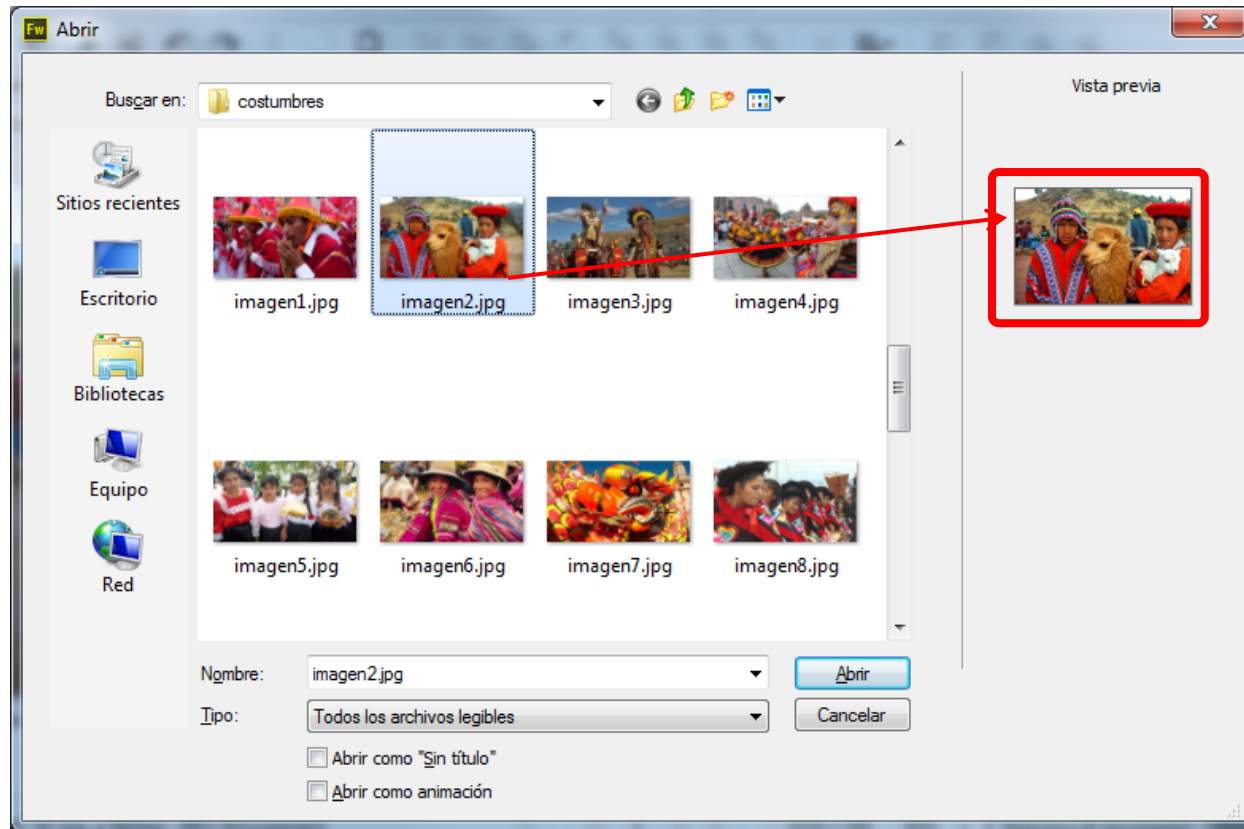 Fw Abrir
Buscar en: costumbres
Vista previa
Sitios recientes
Escritorio
Bibliotecas
Equipo
Red
imagen1.jpg imagen2.jpg imagen3.jpg imagen4.jpg
imagen5.jpg imagen6.jpg imagen7.jpg imagen8.jpg
Nombre: imagen2.jpg Abrir
Tipo: Todos los archivos legibles Cancelar
Abrir como "Sin título"
Abrir como animación